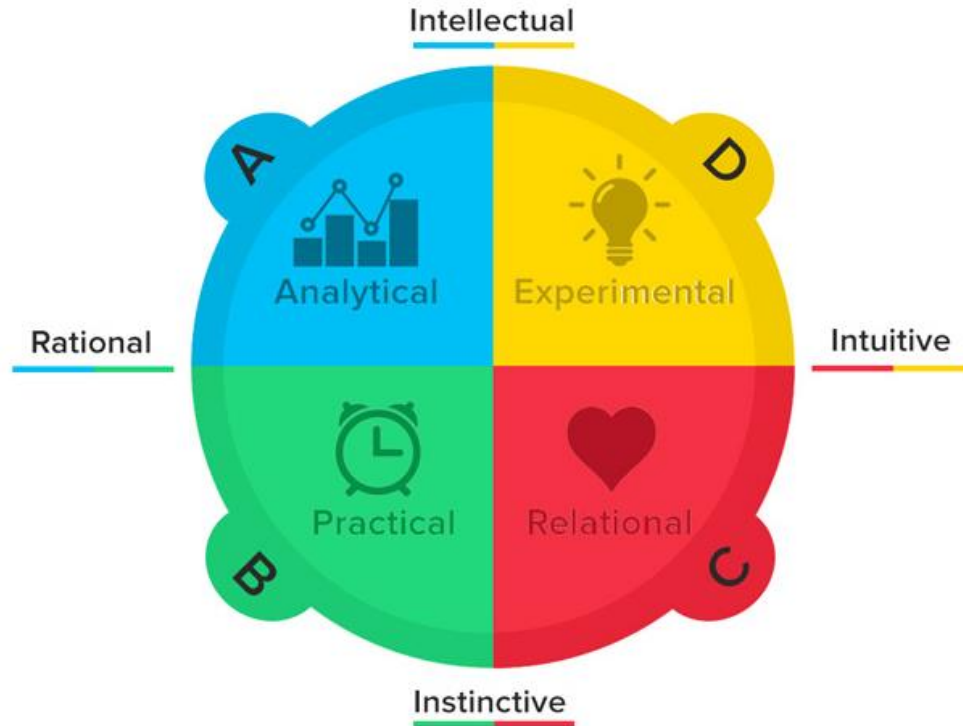 Intellectual
A
D
Analytical
Experimental
Rational
Intuitive
Practical
Relational
B
C
Instinctive